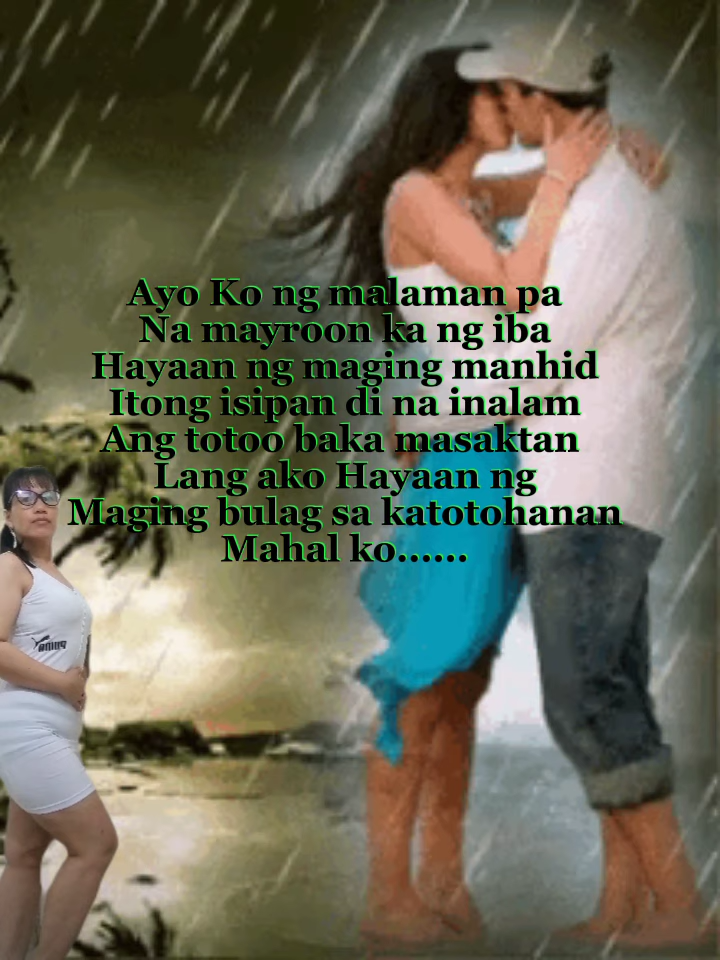 Ayo Ko ng malaman pa
Na mayroon ka ng iba
Hayaan ng maging manhid
Itong isipan di na inalam
Ang totoo baka masaktan
Lang ako Hayaan ng
Maging bulag sa katotohanan
Mahal ko......